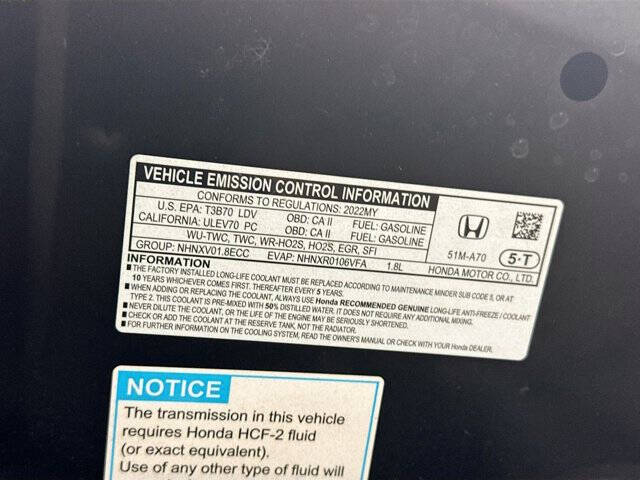 VEHICLE EMISSION CONTROL INFORMATION
CONFORMS TO REGULATIONS: 2022MY
U.S. EPA: T3B70 LDV OBD: CA II FUEL: GASOLINE
CALIFORNIA: ULEV70 PC OBD: CA II FUEL: GASOLINE
WU-TWC, TWC, WR-HO2S, HO2S, EGR, SFI
GROUP: NHNXV01.8ECC EVAP: NHNXR0106VFA 1.8L
51M-A70 5-T
HONDA MOTOR CO., LTD.
INFORMATION
■ THE FACTORY INSTALLED LONG-LIFE COOLANT MUST BE REPLACED ACCORDING TO MAINTENANCE MINDER SUB CODE 5, OR AT
10 YEARS WHICHEVER COMES FIRST. THEREAFTER EVERY 5 YEARS.
■ WHEN ADDING OR REPLACING COOLANT, ALWAYS USE Honda RECOMMENDED GENUINE LONG-LIFE ANTI-FREEZE / COOLANT
TYPE 2. THIS COOLANT IS PRE-MIXED WITH 50% DISTILLED WATER. IT DOES NOT REQUIRE ANY ADDITIONAL MIXING.
■ NEVER DILUTE THE COOLANT, OR THE LIFE OF THE ENGINE MAY BE SERIOUSLY SHORTENED.
■ CHECK OR ADD THE COOLANT AT THE RESERVE TANK, NOT THE RADIATOR.
■ FOR FURTHER INFORMATION ON THE COOLING SYSTEM, READ THE OWNER'S MANUAL OR CHECK WITH YOUR Honda DEALER.
NOTICE
The transmission in this vehicle
requires Honda HCF-2 fluid
(or exact equivalent).
Use of any other type of fluid will